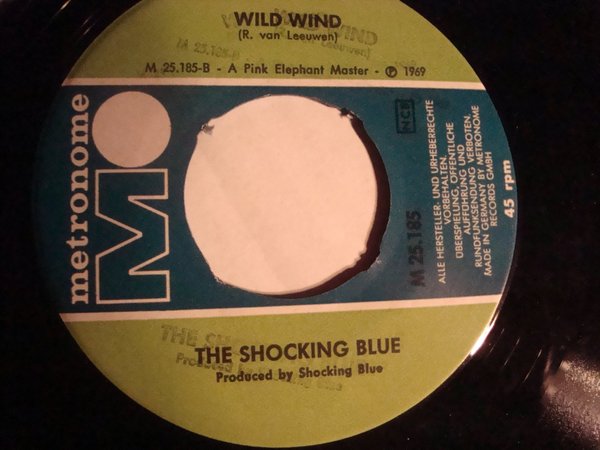 WILD WIND
(R. van Leeuwen)
M 25.185-B - A Pink Elephant Master - ℗ 1969
metronome
M
NCB
M 25.185
ALLE HERSTELLER- UND URHEBERRECHTE
VORBEHALTEN.
ÜBERSPIELUNG, ÖFFENTLICHE
AUFFÜHRUNG UND
RUNDFUNKSENDUNG VERBOTEN.
MADE IN GERMANY BY METRONOME
RECORDS GMBH
45 rpm
THE SHOCKING BLUE
Produced by Shocking Blue